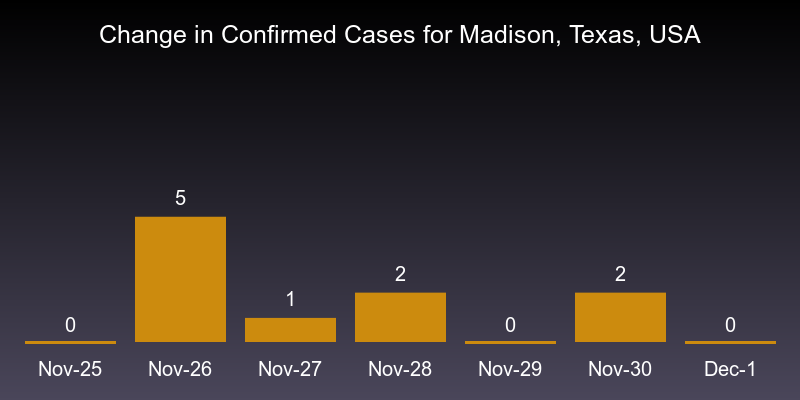 Change in Confirmed Cases for Madison, Texas, USA
5
2
2
1
0
0
0
Nov-25
Nov-26
Nov-27
Nov-28
Nov-29
Nov-30
Dec-1